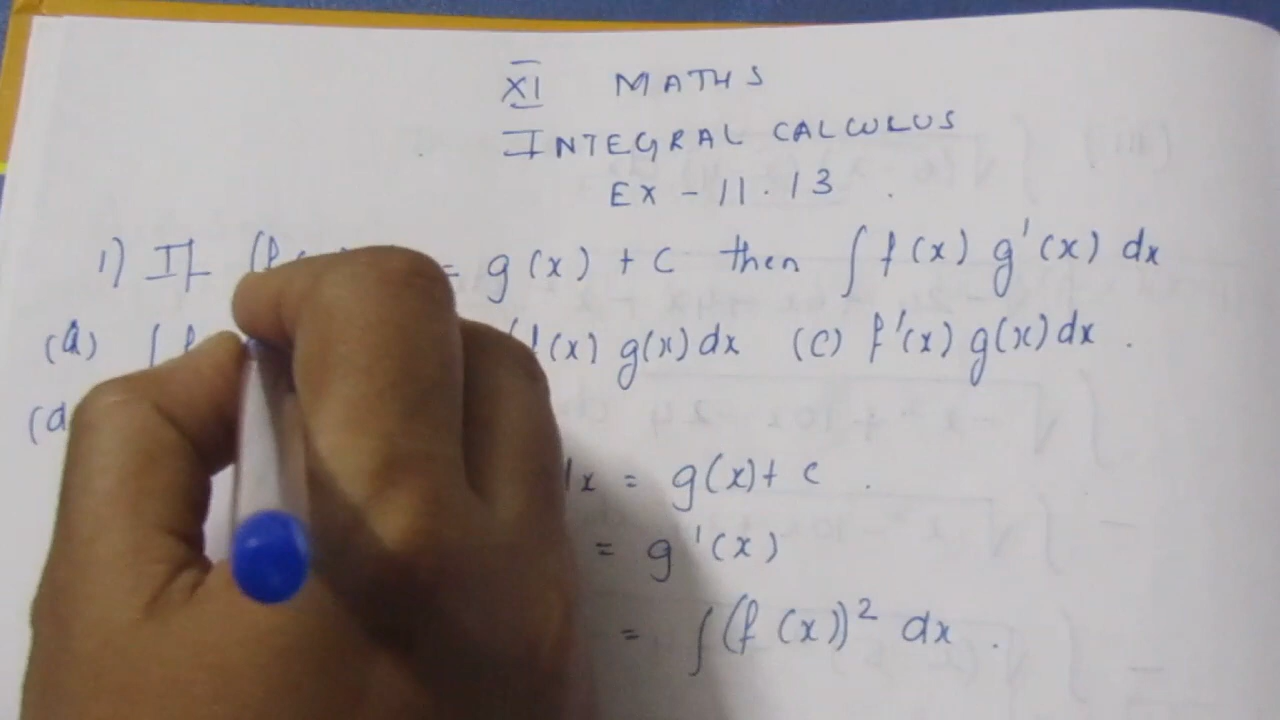 XI MATHS
INTEGRAL CALCULUS
EX - 11.13
1) If = g(x) + c then ∫ f(x) g'(x) dx
(a) ∫ (x) g(x)dx (c) f'(x) g(x)dx .
(d
= g(x)+ c .
= g'(x)
= ∫(f(x))² dx .